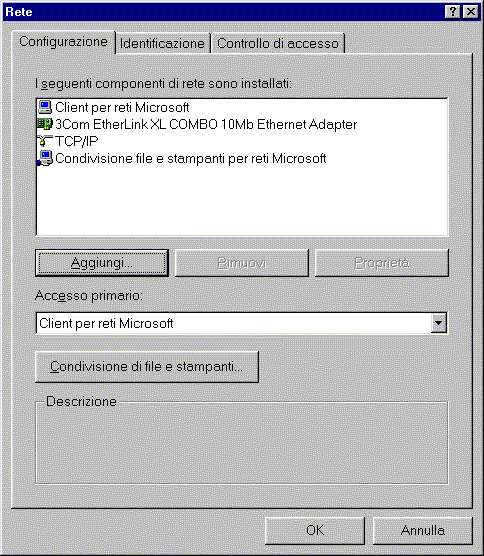 Rete
Configurazione Identificazione Controllo di accesso
I seguenti componenti di rete sono installati:
Client per reti Microsoft
3Com EtherLink XL COMBO 10Mb Ethernet Adapter
TCP/IP
Condivisione file e stampanti per reti Microsoft
Aggiungi... Rimuovi Proprietà
Accesso primario:
Client per reti Microsoft
Condivisione di file e stampanti...
Descrizione
OK Annulla